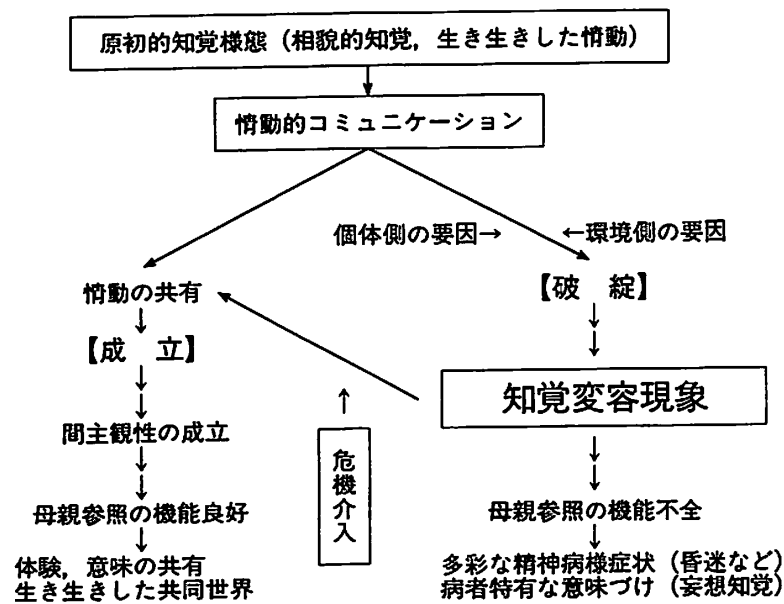 原初的知覚様態（相貌的知覚，生き生きした情動）
情動的コミュニケーション
個体側の要因→ ←環境側の要因
情動の共有
【破 綻】
【成 立】
知覚変容現象
間主観性の成立
危機介入
母親参照の機能良好
母親参照の機能不全
体験，意味の共有
生き生きした共同世界
多彩な精神病様症状（昏迷など）
病者特有な意味づけ（妄想知覚）